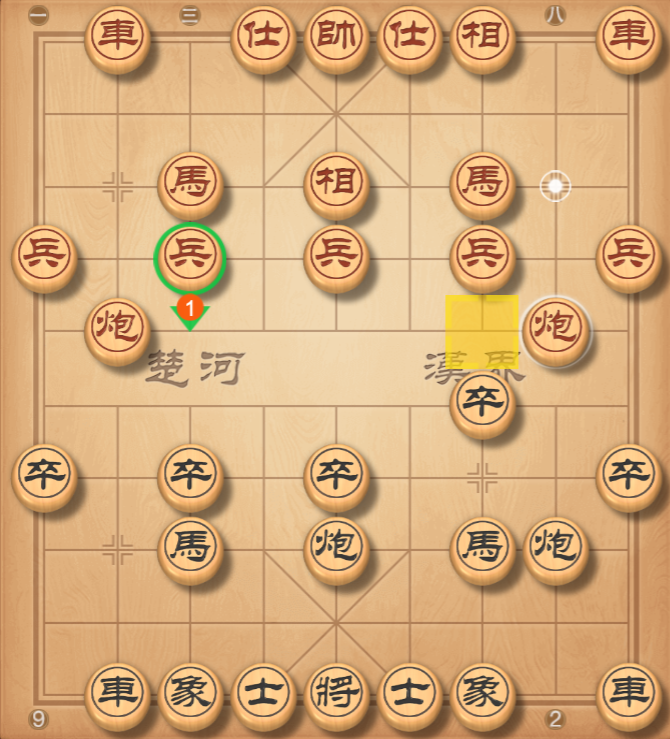 一 三 八
車 仕 帥 仕 相 車
馬 相 馬
兵 兵 兵 兵 兵
1
炮 炮
楚河 漢界
卒
卒 卒 卒 卒
馬 炮 馬 炮
車 象 士 將 士 象 車
9 2